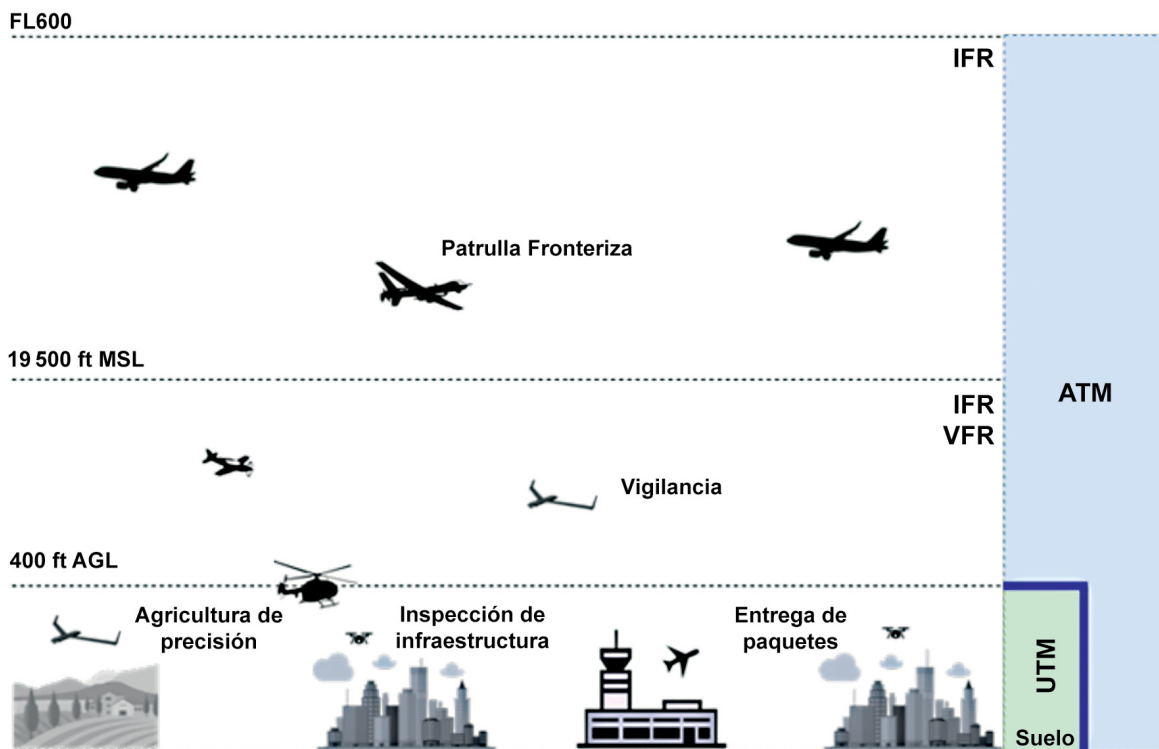 FL600
IFR
Patrulla Fronteriza
19 500 ft MSL
IFR
VFR
ATM
Vigilancia
400 ft AGL
Agricultura de
precisión
Inspección de
infraestructura
Entrega de
paquetes
UTM
Suelo